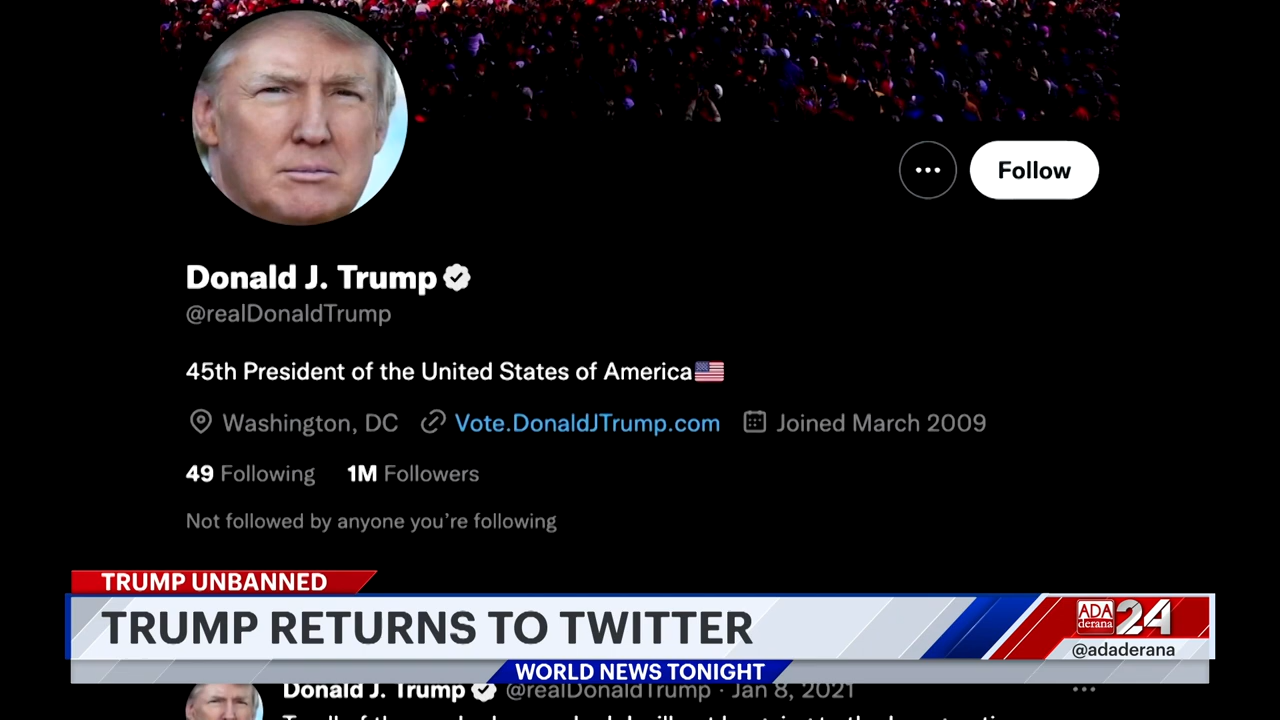 Follow
Donald J. Trump
@realDonaldTrump
45th President of the United States of America
Washington, DC Vote.DonaldJTrump.com Joined March 2009
49 Following 1M Followers
Not followed by anyone you're following
TRUMP UNBANNED
TRUMP RETURNS TO TWITTER
ADA derana 24
@adaderana
WORLD NEWS TONIGHT
Donald J. Trump @realDonaldTrump · Jan 8, 2021